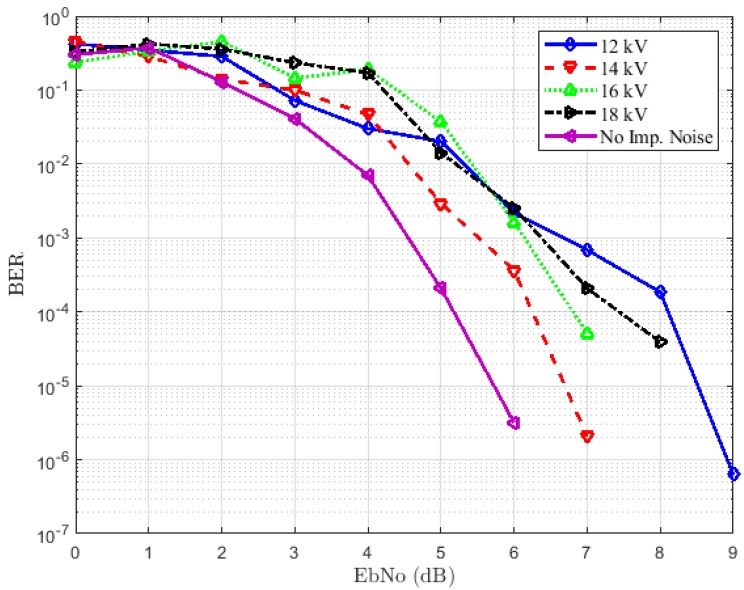 10^0
10^-1
10^-2
10^-3
10^-4
10^-5
10^-6
10^-7
BER
12 kV
14 kV
16 kV
18 kV
No Imp. Noise
0 1 2 3 4 5 6 7 8 9
EbNo (dB)